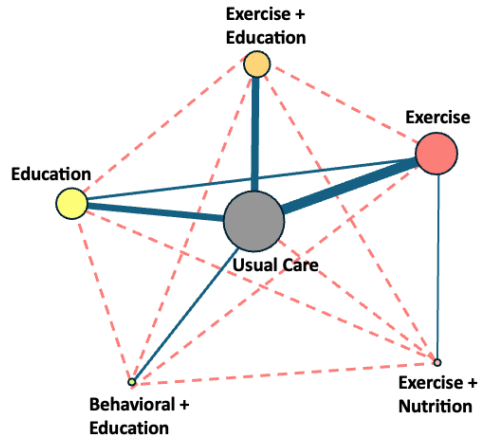 Exercise +
Education
Exercise
Education
Usual Care
Behavioral +
Education
Exercise +
Nutrition